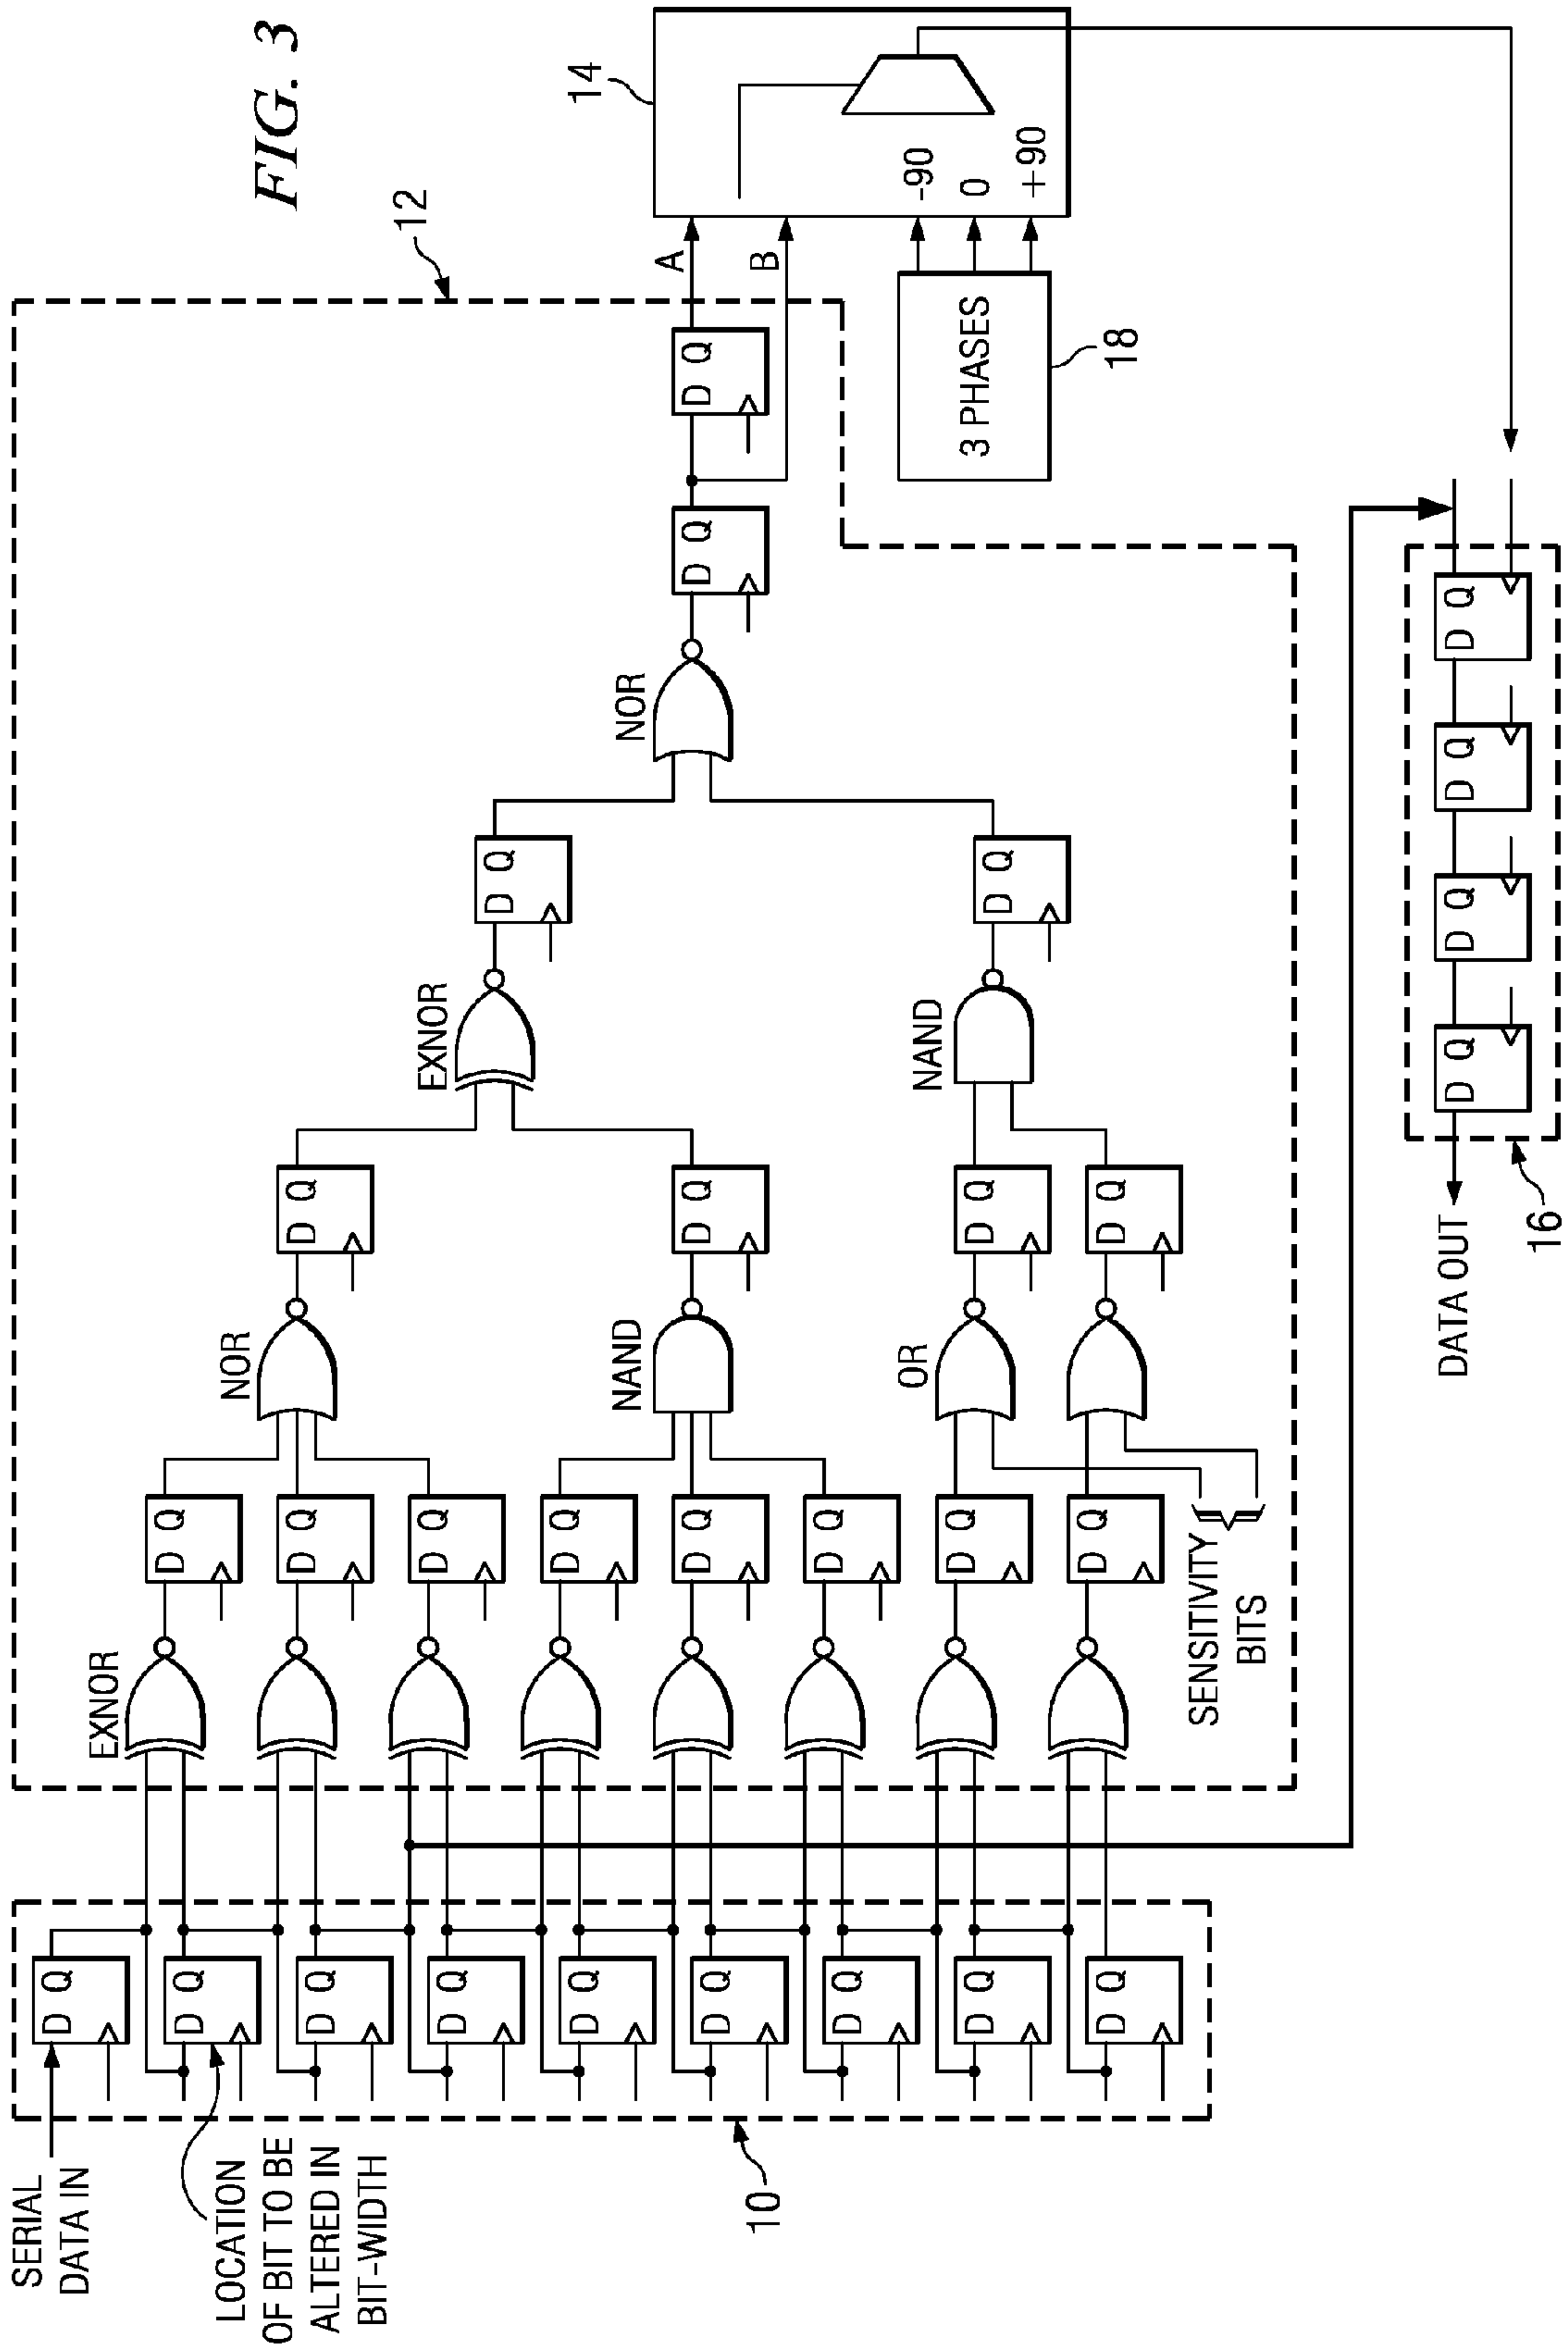 FIG. 3
SERIAL
DATA IN
LOCATION
OF BIT TO BE
ALTERED IN
BIT-WIDTH
10
D Q
D Q
D Q
D Q
D Q
D Q
D Q
D Q
D Q
EXNOR
D Q
D Q
D Q
D Q
D Q
D Q
D Q
D Q
SENSITIVITY
BITS
NOR
NAND
OR
D Q
D Q
D Q
D Q
EXNOR
NAND
D Q
D Q
NOR
D Q
D Q
12
A
B
14
-90
0
+90
3 PHASES
18
DATA OUT
D Q
D Q
D Q
D Q
16